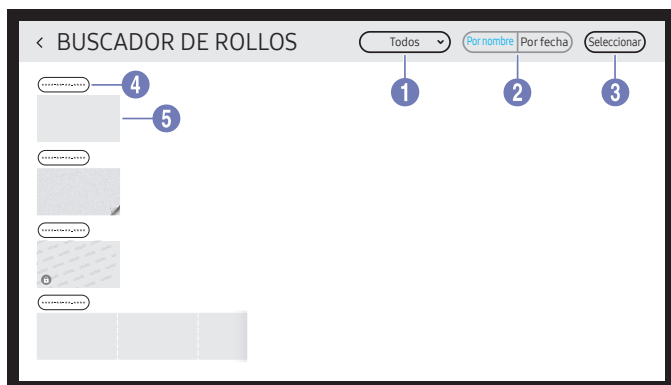 BUSCADOR DE ROLLOS
Todos
Por nombre Por fecha
Seleccionar
1
2
3
4
5